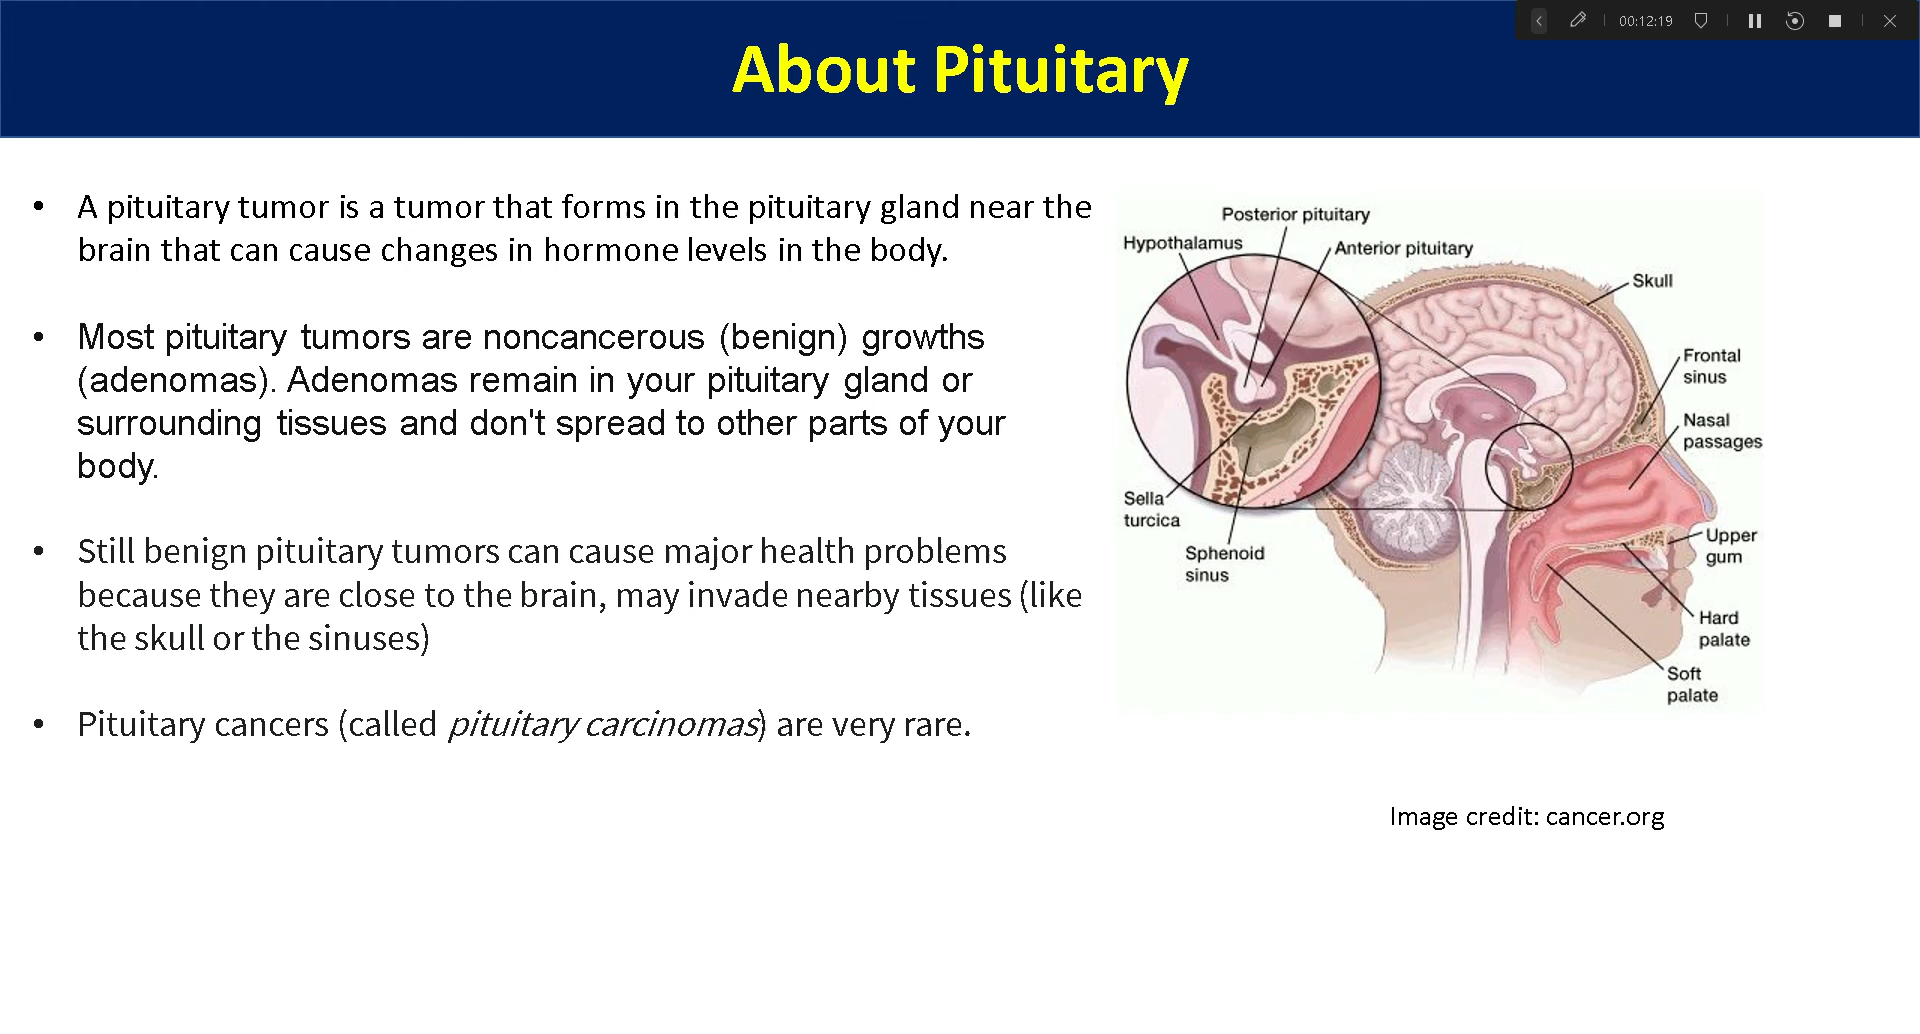 00:12:19
About Pituitary
• A pituitary tumor is a tumor that forms in the pituitary gland near the
brain that can cause changes in hormone levels in the body.
• Most pituitary tumors are noncancerous (benign) growths
(adenomas). Adenomas remain in your pituitary gland or
surrounding tissues and don't spread to other parts of your
body.
• Still benign pituitary tumors can cause major health problems
because they are close to the brain, may invade nearby tissues (like
the skull or the sinuses)
• Pituitary cancers (called pituitary carcinomas) are very rare.
Posterior pituitary
Hypothalamus
Anterior pituitary
Skull
Frontal
sinus
Nasal
passages
Sella
turcica
Sphenoid
sinus
Upper
gum
Hard
palate
Soft
palate
Image credit: cancer.org